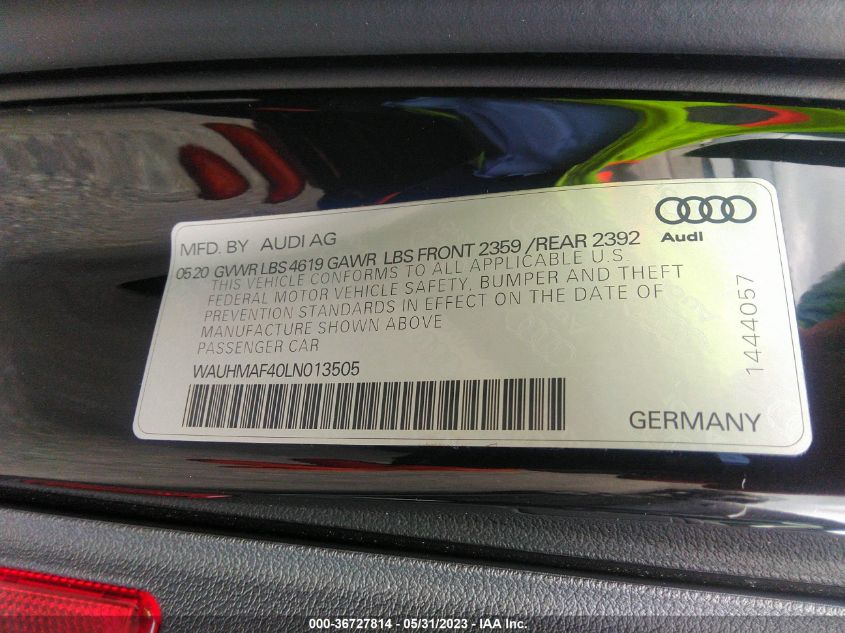 MFD. BY AUDI AG
Audi
0520 GVWR LBS 4619 GAWR LBS FRONT 2359 /REAR 2392
THIS VEHICLE CONFORMS TO ALL APPLICABLE U.S
FEDERAL MOTOR VEHICLE SAFETY, BUMPER AND THEFT
PREVENTION STANDARDS IN EFFECT ON THE DATE OF
MANUFACTURE SHOWN ABOVE
PASSENGER CAR
WAUHMAF40LN013505
1444057
GERMANY
000-36727814 - 05/31/2023 - IAA Inc.